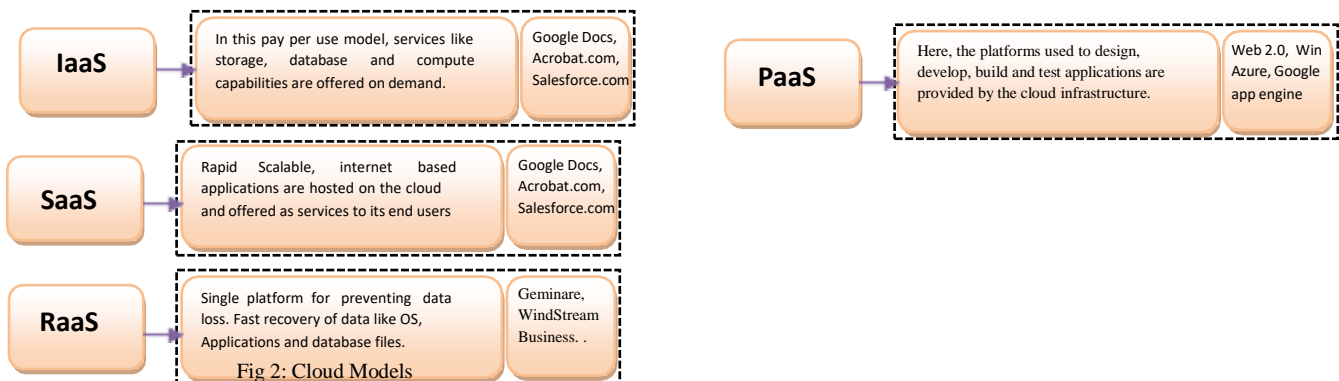 IaaS
In this pay per use model, services like
storage, database and compute
capabilities are offered on demand.
Google Docs,
Acrobat.com,
Salesforce.com
SaaS
Rapid Scalable, internet based
applications are hosted on the cloud
and offered as services to its end users
Google Docs,
Acrobat.com,
Salesforce.com
RaaS
Single platform for preventing data
loss. Fast recovery of data like OS,
Applications and database files.
Geminare,
WindStream
Business. .
Fig 2: Cloud Models
PaaS
Here, the platforms used to design,
develop, build and test applications are
provided by the cloud infrastructure.
Web 2.0, Win
Azure, Google
app engine